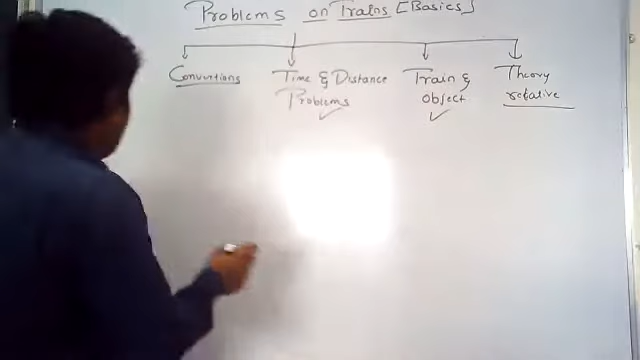 Problems on Trains [Basics]
Conventions Time & Distance Train & Theory
Problems object relative